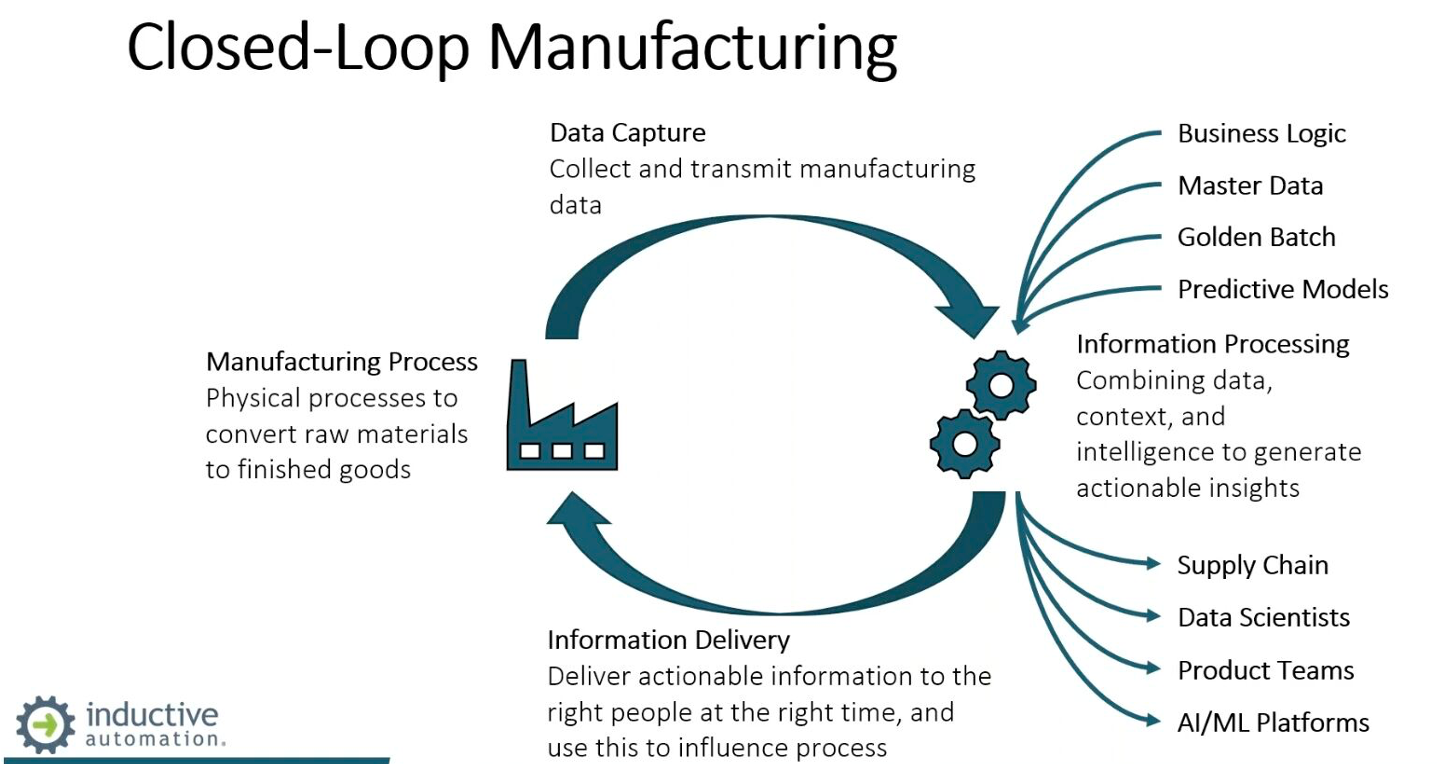 Closed-Loop Manufacturing
Data Capture
Collect and transmit manufacturing
data
Business Logic
Master Data
Golden Batch
Predictive Models
Manufacturing Process
Physical processes to
convert raw materials
to finished goods
Information Processing
Combining data,
context, and
intelligence to generate
actionable insights
Supply Chain
Data Scientists
Product Teams
AI/ML Platforms
Information Delivery
Deliver actionable information to the
right people at the right time, and
use this to influence process
inductive
automation.